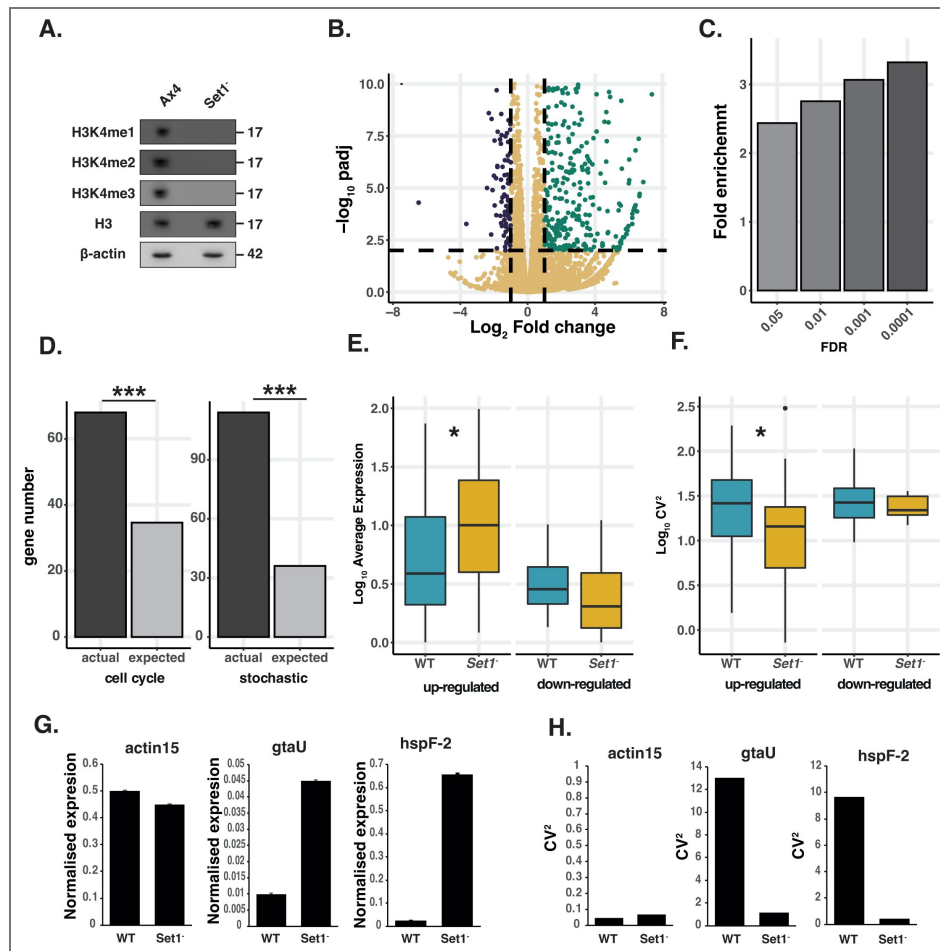 A.
Ax4
Set1-
H3K4me1
17
H3K4me2
17
H3K4me3
17
H3
17
β-actin
42
B.
10.0
7.5
5.0
2.5
0.0
−log10 padj
−8
−4
0
4
8
Log2 Fold change
C.
3
2
1
0
Fold enrichemnt
0.05
0.01
0.001
0.0001
FDR
D.
***
***
60
40
20
0
gene number
90
60
30
0
actual expected
actual expected
cell cycle
stochastic
E.
*
2.0
1.5
1.0
0.5
0.0
Log10 Average Expression
WT Set1-
WT Set1-
up-regulated
down-regulated
F.
*
2.5
2.0
1.5
1.0
0.5
0.0
Log10 CV2
WT Set1-
WT Set1-
up-regulated
down-regulated
G.
actin15
0.6
0.5
0.4
0.3
0.2
0.1
0
Normalised expression
WT Set1-
gtaU
0.05
0.045
0.04
0.035
0.03
0.025
0.02
0.015
0.01
0.005
0
Normalised expression
WT Set1-
hspF-2
0.7
0.6
0.5
0.4
0.3
0.2
0.1
0
Normalised expression
WT Set1-
H.
actin15
1
0.9
0.8
0.7
0.6
0.5
0.4
0.3
0.2
0.1
0
CV2
WT Set1-
gtaU
14
12
10
8
6
4
2
0
CV2
WT Set1-
hspF-2
12
10
8
6
4
2
0
CV2
WT Set1-